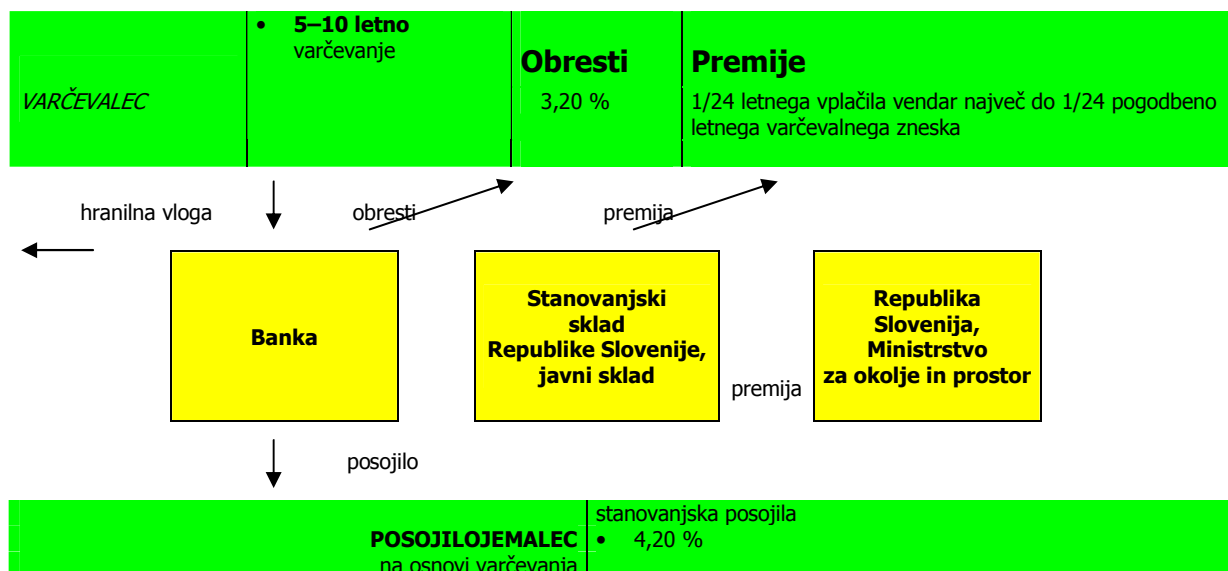 VARČEVALEC
• 5–10 letno
varčevanje
Obresti
3,20 %
Premije
1/24 letnega vplačila vendar največ do 1/24 pogodbeno
letnega varčevalnega zneska
hranilna vloga
obresti
premija
Banka
Stanovanjski
sklad
Republike Slovenije,
javni sklad
premija
Republika
Slovenija,
Ministrstvo
za okolje in prostor
posojilo
POSOJILOJEMALEC
na osnovi varčevanja
stanovanjska posojila
• 4,20 %